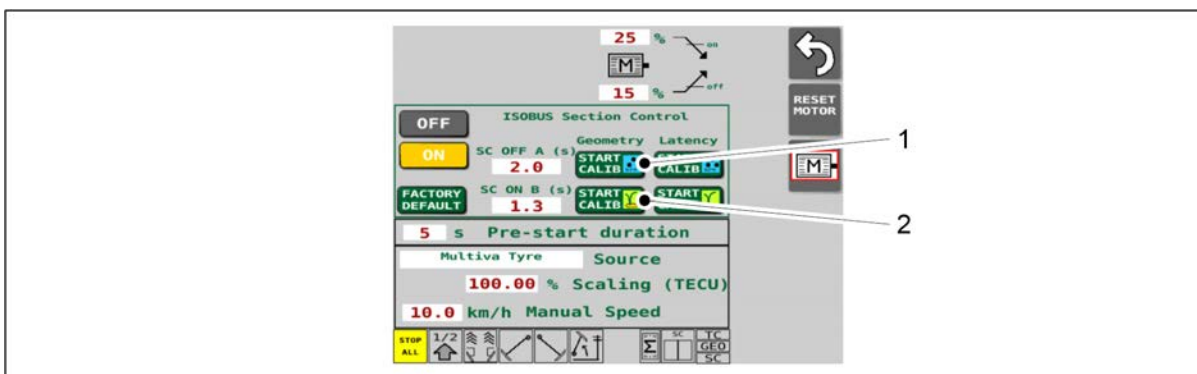 25 %
on
M
15 %
off
RESET
MOTOR
OFF
ISOBUS Section Control
Geometry Latency
ON
SC OFF A (s)
2.0
START
CALIB
CALIB
M
1
FACTORY
DEFAULT
SC ON B (s)
1.3
START
CALIB
START
2
5 s Pre-start duration
Multiva Tyre Source
100.00 % Scaling (TECU)
10.0 km/h Manual Speed
STOP
ALL
1/2
Σ
SC
TC
GEO
SC